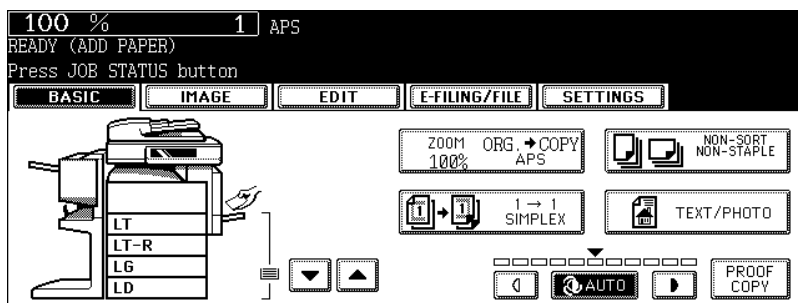 100 % 1 APS
READY (ADD PAPER)
Press JOB STATUS button
BASIC IMAGE EDIT E-FILING/FILE SETTINGS
ZOOM ORG.➔COPY
100% APS
NON-SORT
NON-STAPLE
1 → 1
SIMPLEX
TEXT/PHOTO
LT
LT-R
LG
LD
AUTO
PROOF
COPY